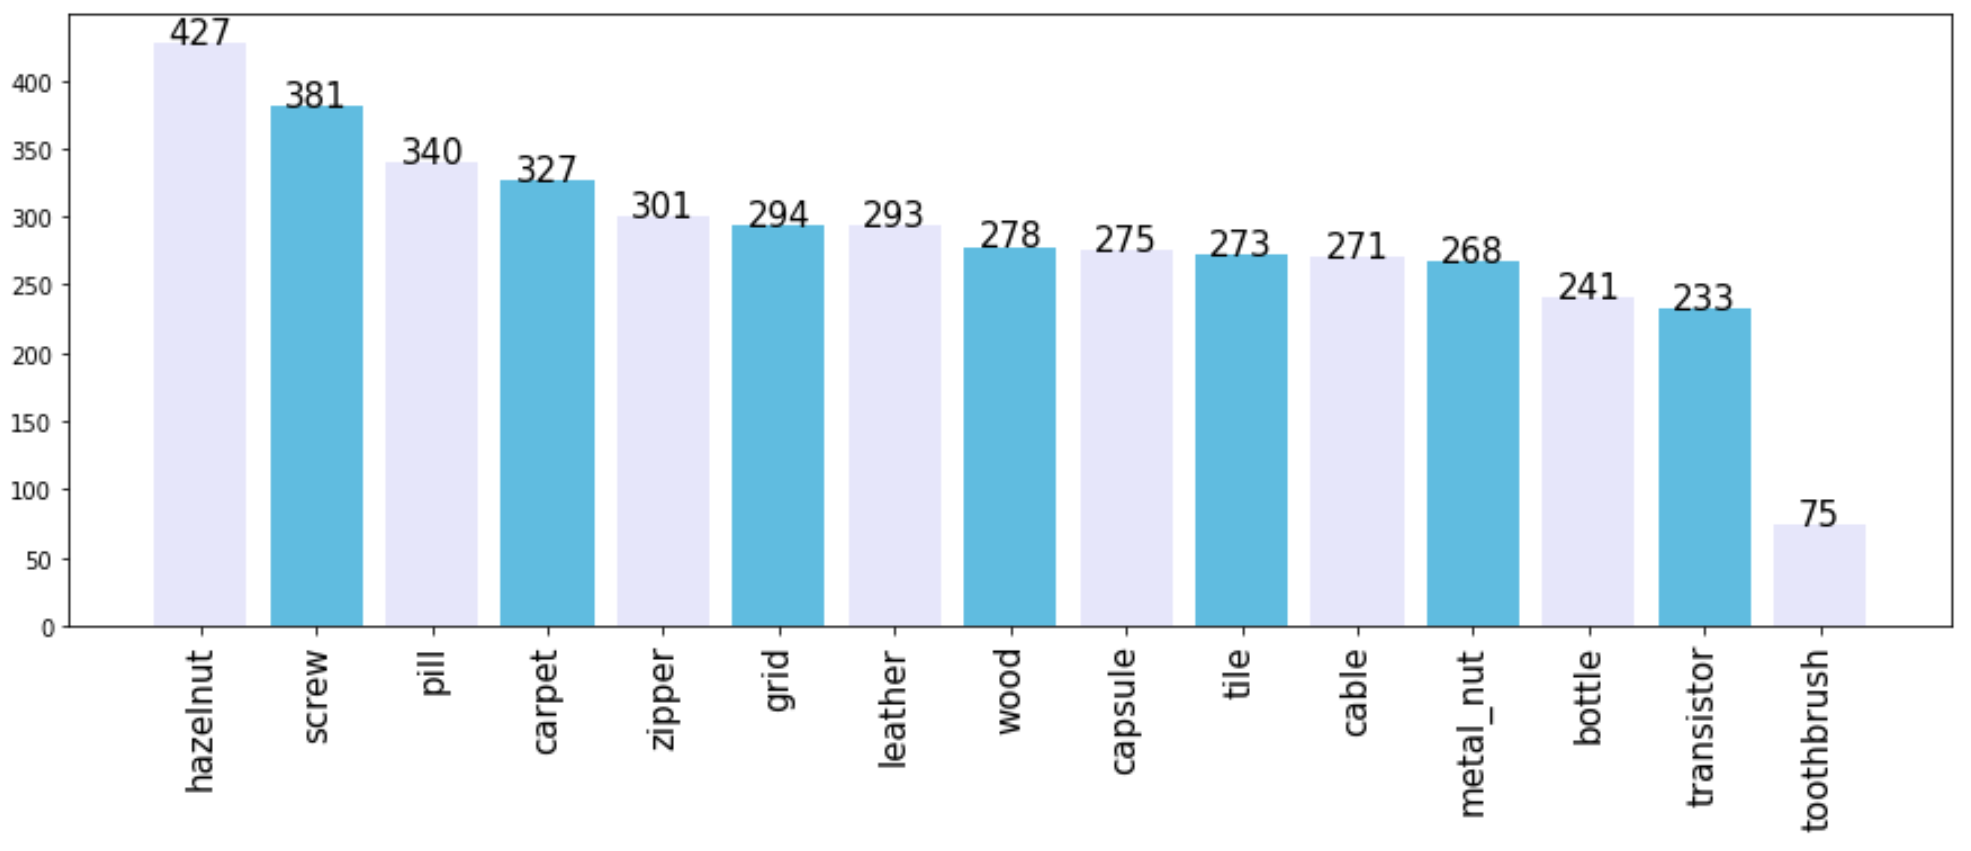 427
381
340
327
301
294
293
278
275
273
271
268
241
233
75
400
350
300
250
200
150
100
50
0
hazelnut
screw
pill
carpet
zipper
grid
leather
wood
capsule
tile
cable
metal_nut
bottle
transistor
toothbrush